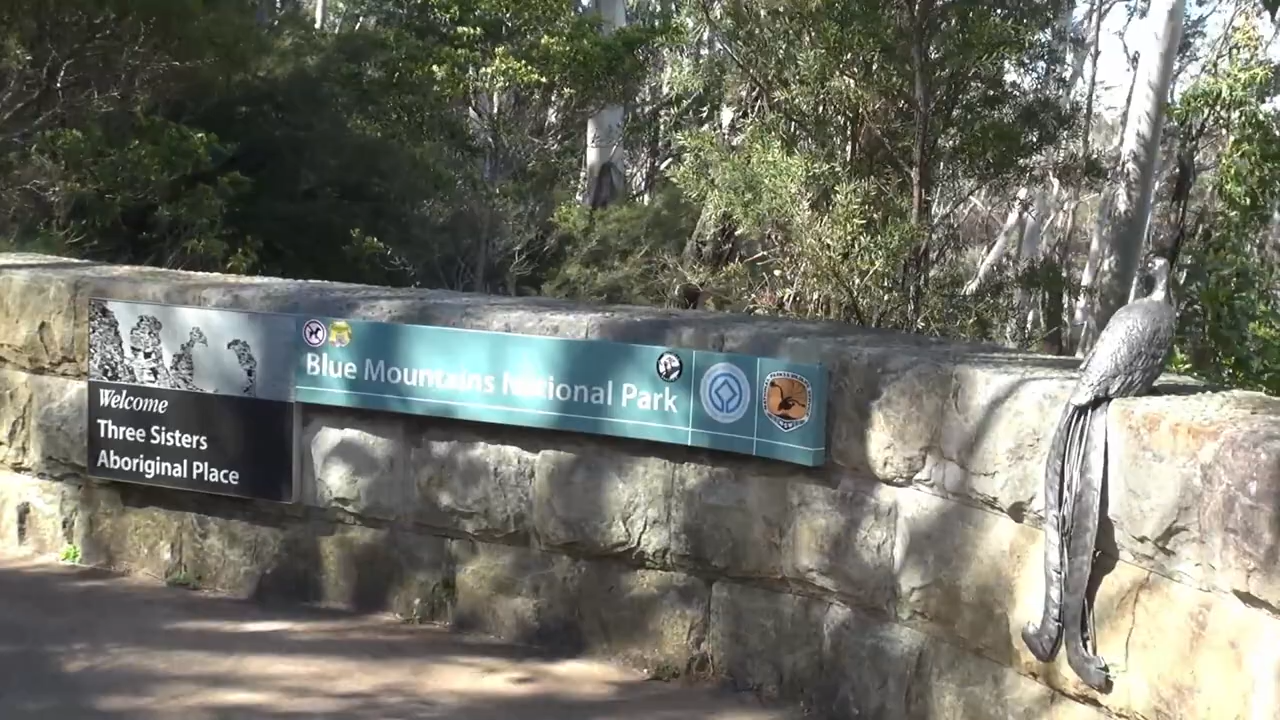 Welcome
Three Sisters
Aboriginal Place
Blue Mountains National Park